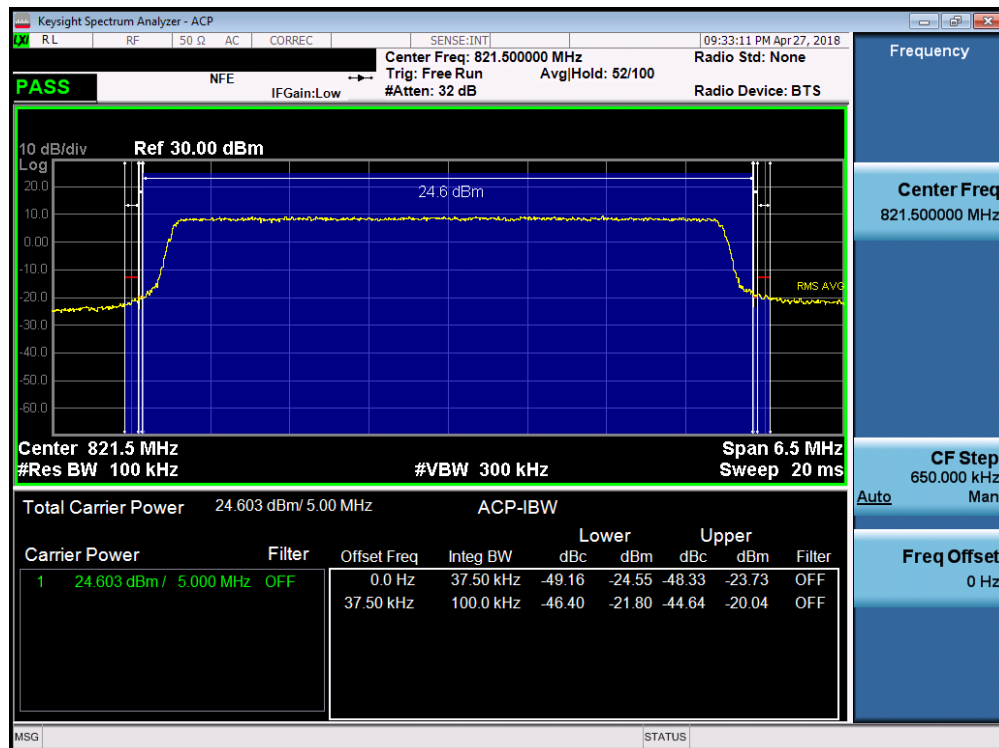 Keysight Spectrum Analyzer - ACP
LXI RL RF 50 Ω AC CORREC SENSE:INT 09:33:11 PM Apr 27, 2018
Center Freq: 821.500000 MHz Radio Std: None
NFE Trig: Free Run Avg|Hold: 52/100
PASS IFGain:Low #Atten: 32 dB Radio Device: BTS
10 dB/div Ref 30.00 dBm
Log
20.0
24.6 dBm
10.0
0.00
-10.0
RMS AVG
-20.0
-30.0
-40.0
-50.0
-60.0
Center 821.5 MHz Span 6.5 MHz
#Res BW 100 kHz #VBW 300 kHz Sweep 20 ms
Total Carrier Power 24.603 dBm/ 5.00 MHz ACP-IBW
Lower Upper
Carrier Power Filter Offset Freq Integ BW dBc dBm dBc dBm Filter
1 24.603 dBm / 5.000 MHz OFF 0.0 Hz 37.50 kHz -49.16 -24.55 -48.33 -23.73 OFF
37.50 kHz 100.0 kHz -46.40 -21.80 -44.64 -20.04 OFF
MSG STATUS
Frequency
Center Freq
821.500000 MHz
CF Step
650.000 kHz
Auto Man
Freq Offset
0 Hz